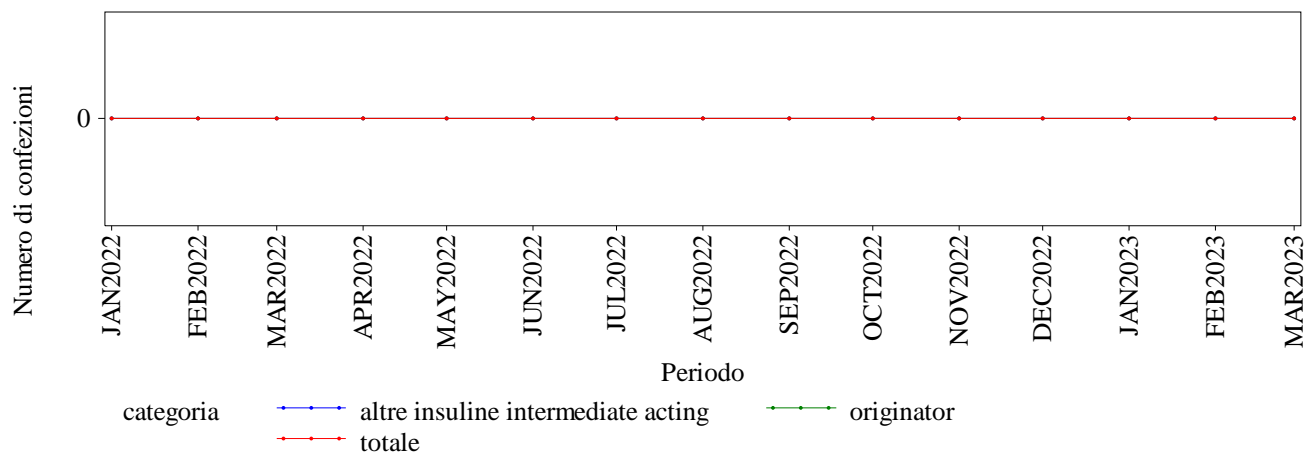 Numero di confezioni
0
JAN2022
FEB2022
MAR2022
APR2022
MAY2022
JUN2022
JUL2022
AUG2022
SEP2022
OCT2022
NOV2022
DEC2022
JAN2023
FEB2023
MAR2023
Periodo
categoria altre insuline intermediate acting originator
totale